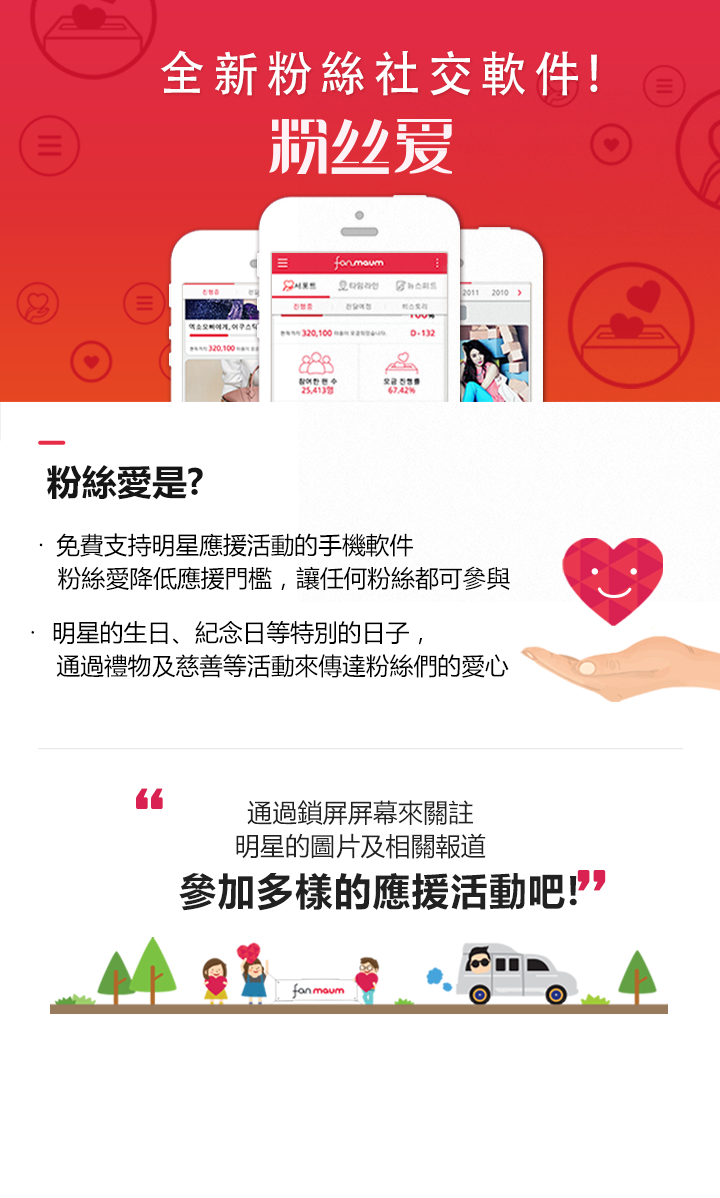 全新粉絲社交軟件!
粉丝爱
fanmaum
서포트 타임라인 뉴스피드
진행중 전달예정 히스토리
진행중
2011 2010
100%
현재까지 320,100
D-132
참여한 팬 수
25,413명
모금 진행률
67.42%
粉絲愛是?
· 免費支持明星應援活動的手機軟件
粉絲愛降低應援門檻，讓任何粉絲都可參與
· 明星的生日、紀念日等特別的日子，
通過禮物及慈善等活動來傳達粉絲們的愛心
“ 通過鎖屏屏幕來關註
明星的圖片及相關報道
參加多樣的應援活動吧!”
fanmaum